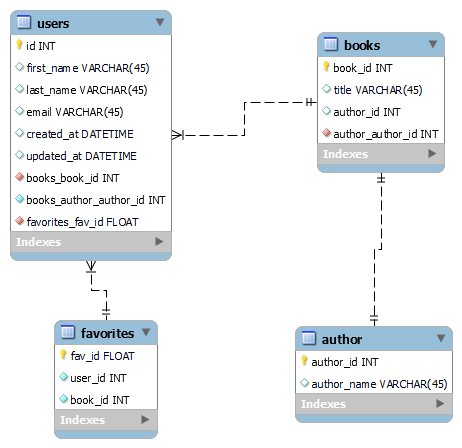 users
id INT
first_name VARCHAR(45)
last_name VARCHAR(45)
email VARCHAR(45)
created_at DATETIME
updated_at DATETIME
books_book_id INT
books_author_author_id INT
favorites_fav_id FLOAT
Indexes
books
book_id INT
title VARCHAR(45)
author_id INT
author_author_id INT
Indexes
favorites
fav_id FLOAT
user_id INT
book_id INT
Indexes
author
author_id INT
author_name VARCHAR(45)
Indexes